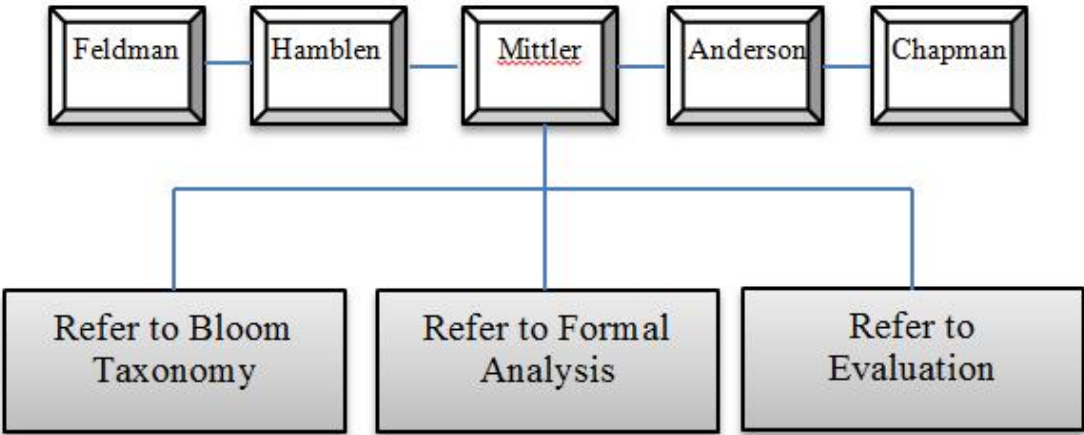 Feldman
Hamblen
Mittler
Anderson
Chapman
Refer to Bloom
Taxonomy
Refer to Formal
Analysis
Refer to
Evaluation